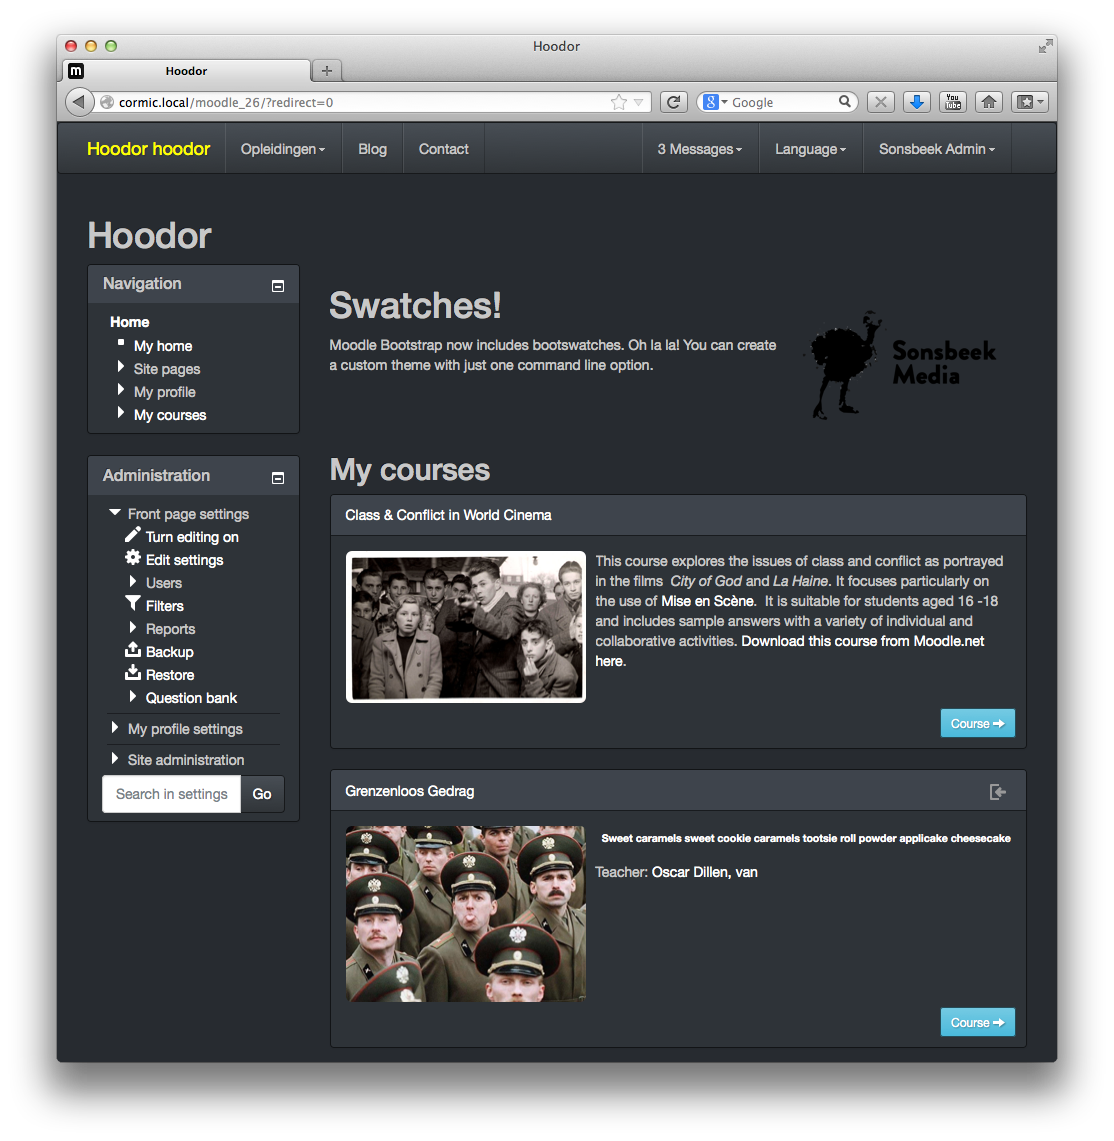 Hoodor
m
Hoodor
cormic.local/moodle_26/?redirect=0
8
Google
You
Tube
Hoodor hoodor
Opleidingen
Blog
Contact
3 Messages
Language
Sonsbeek Admin
Hoodor
Navigation
Home
My home
Site pages
My profile
My courses
Administration
Front page settings
Turn editing on
Edit settings
Users
Filters
Reports
Backup
Restore
Question bank
My profile settings
Site administration
Search in settings
Go
Swatches!
Moodle Bootstrap now includes bootswatches. Oh la la! You can create
a custom theme with just one command line option.
Sonsbeek
Media
My courses
Class & Conflict in World Cinema
This course explores the issues of class and conflict as portrayed
in the films City of God and La Haine. It focuses particularly on
the use of Mise en Scène. It is suitable for students aged 16 -18
and includes sample answers with a variety of individual and
collaborative activities. Download this course from Moodle.net
here.
Course
Grenzenloos Gedrag
Sweet caramels sweet cookie caramels tootsie roll powder applicake cheesecake
Teacher: Oscar Dillen, van
Course